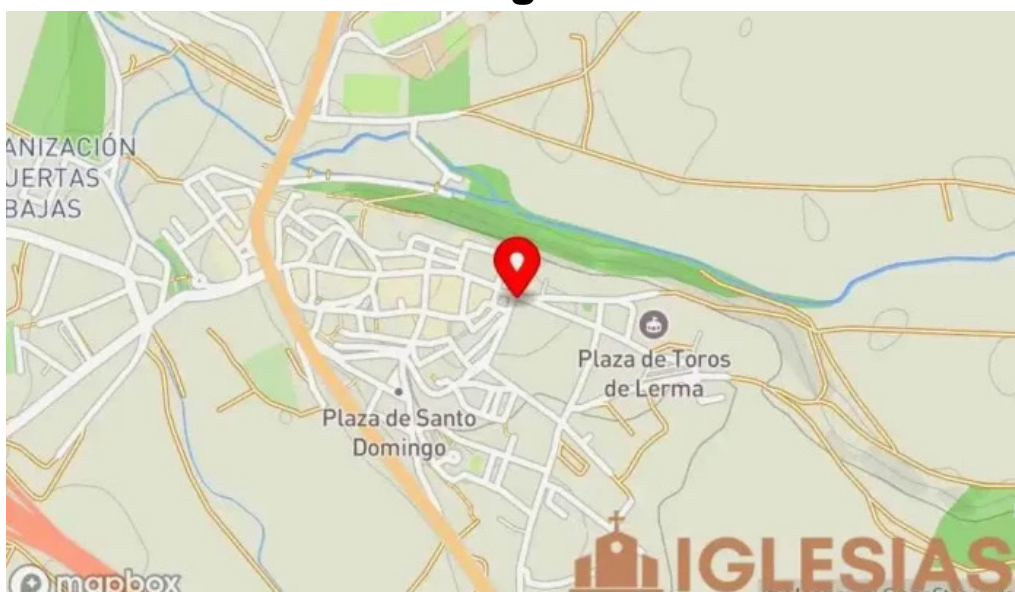 ANIZACIÓN
UERTAS
BAJAS
Plaza de Toros
de Lerma
Plaza de Santo
Domingo
mapbox
IGLESIAS